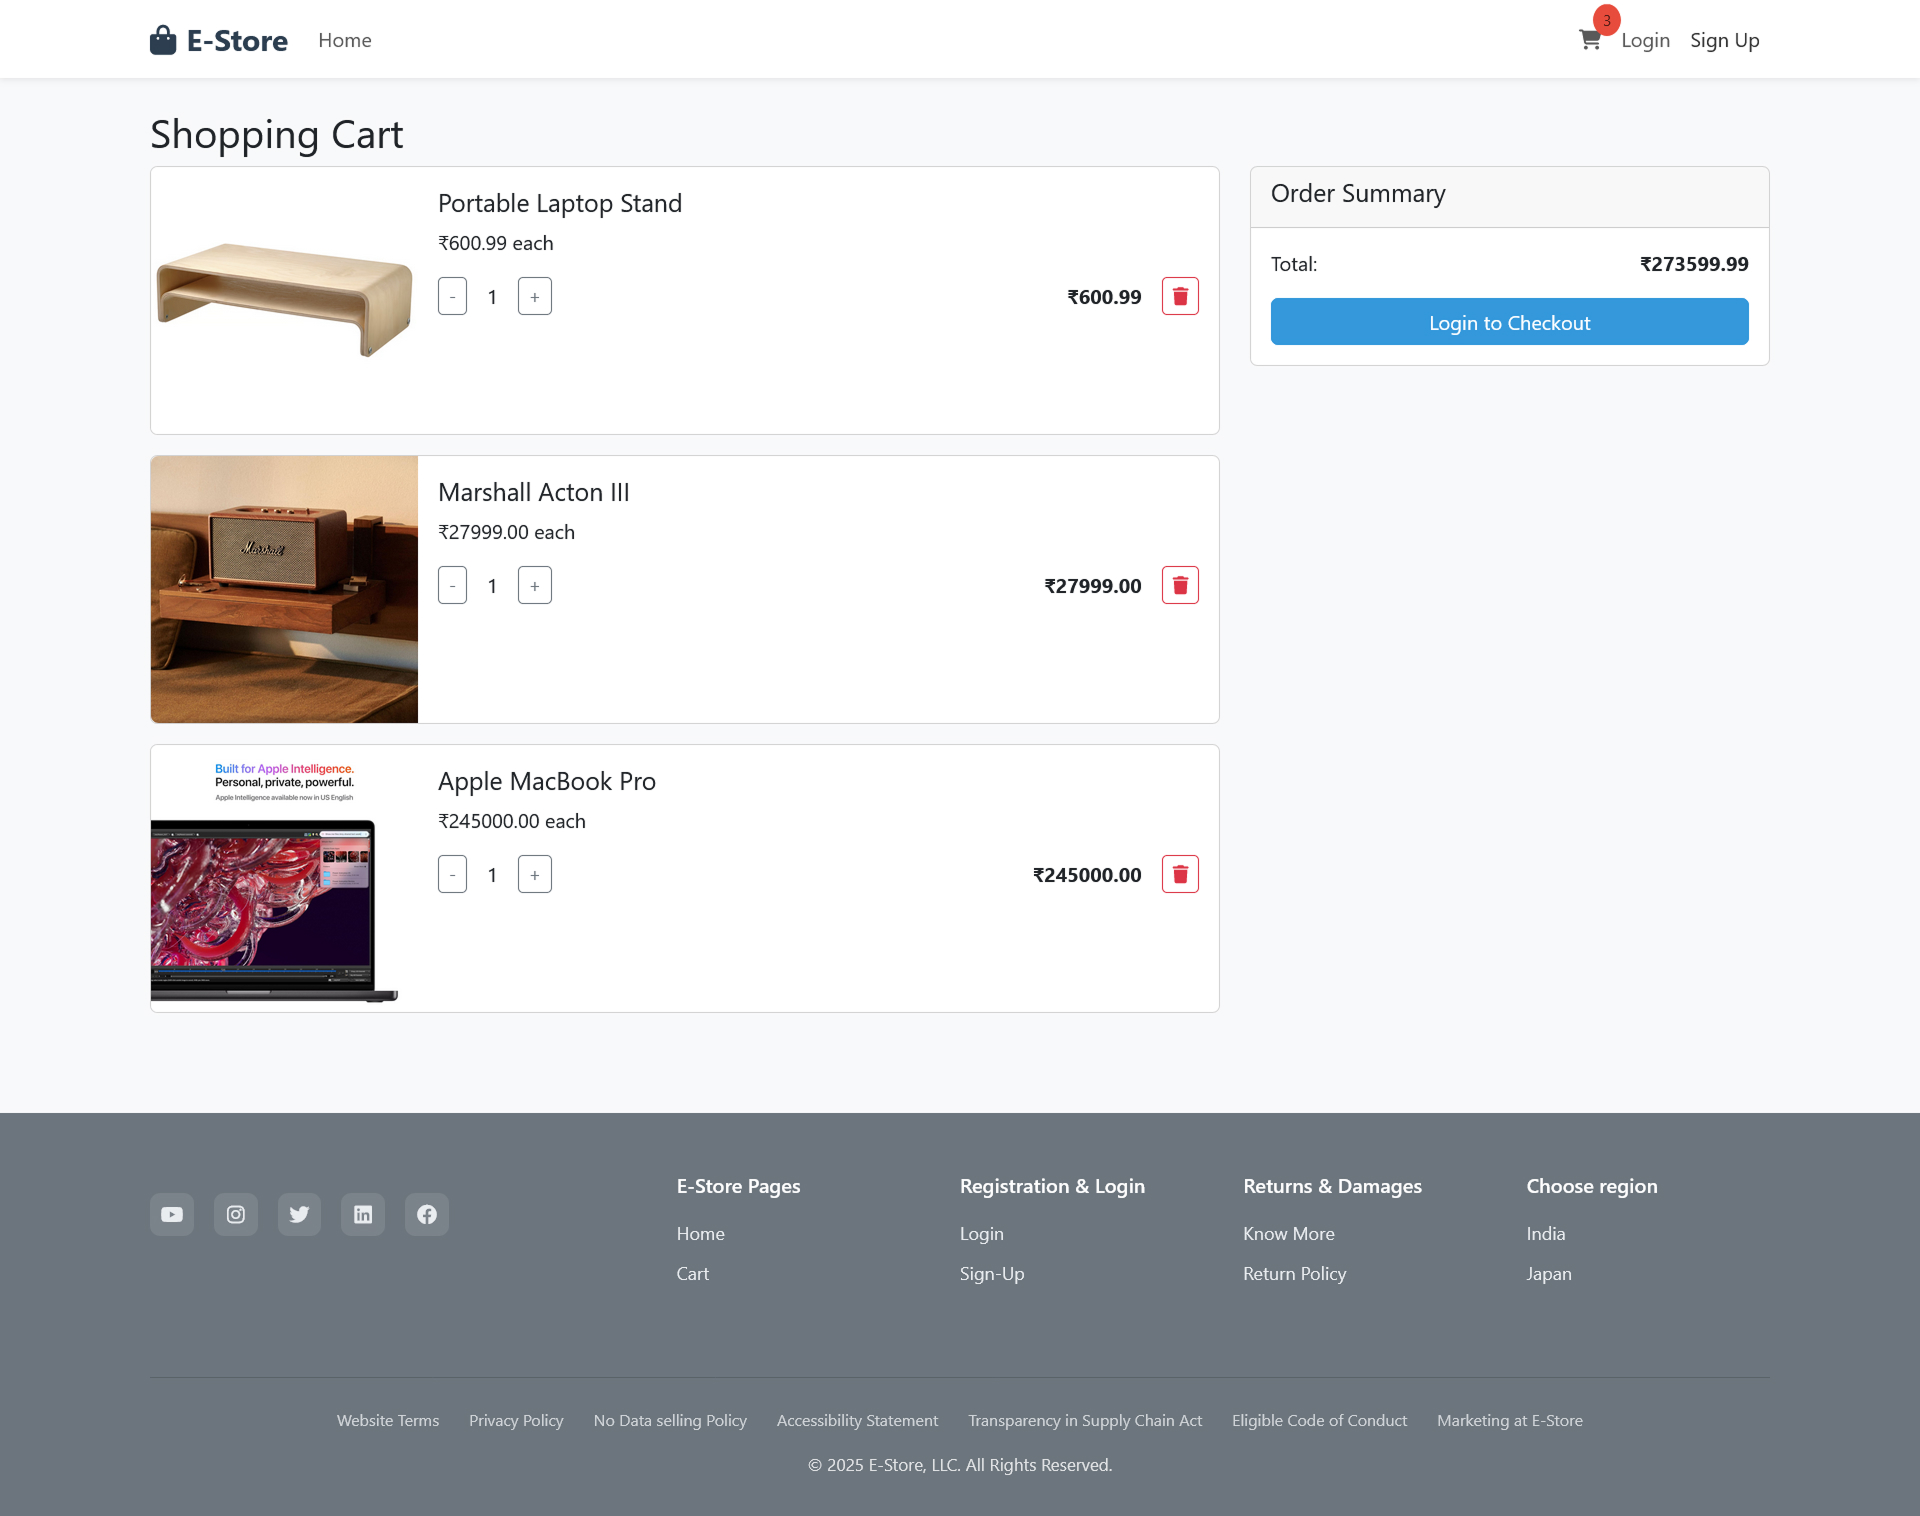 E-Store
Home
3
Login
Sign Up
Shopping Cart
Portable Laptop Stand
₹600.99 each
-
1
+
₹600.99
Order Summary
Total:
₹273599.99
Login to Checkout
Marshall
Marshall Acton III
₹27999.00 each
-
1
+
₹27999.00
Built for Apple Intelligence.
Personal, private, powerful.
Apple Intelligence available now in US English
Apple MacBook Pro
₹245000.00 each
-
1
+
₹245000.00
E-Store Pages
Home
Cart
Registration & Login
Login
Sign-Up
Returns & Damages
Know More
Return Policy
Choose region
India
Japan
Website Terms
Privacy Policy
No Data selling Policy
Accessibility Statement
Transparency in Supply Chain Act
Eligible Code of Conduct
Marketing at E-Store
© 2025 E-Store, LLC. All Rights Reserved.